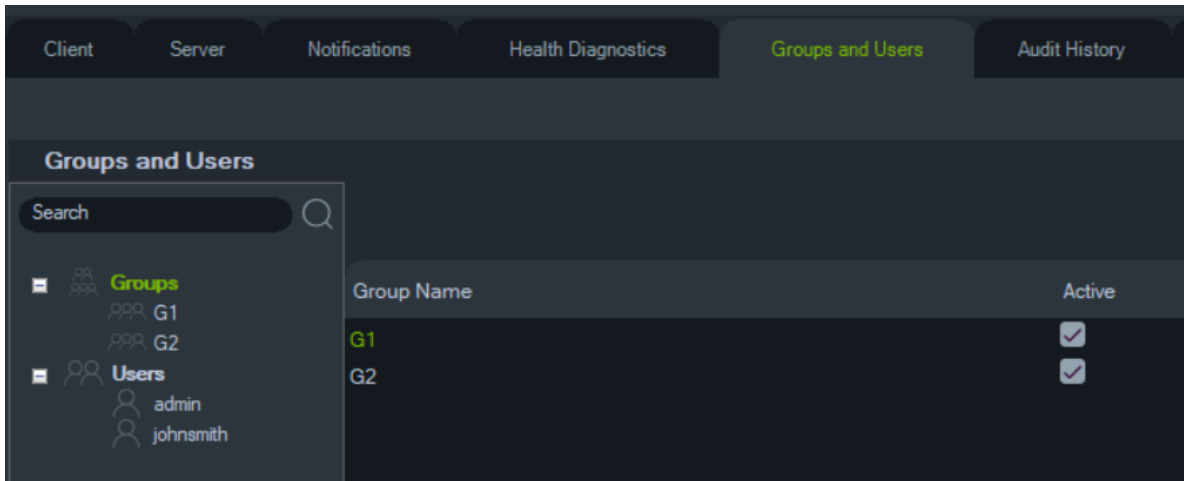 Client Server Notifications Health Diagnostics Groups and Users Audit History
Groups and Users
Search
Groups
G1
G2
Users
admin
johnsmith
Group Name Active
G1
G2